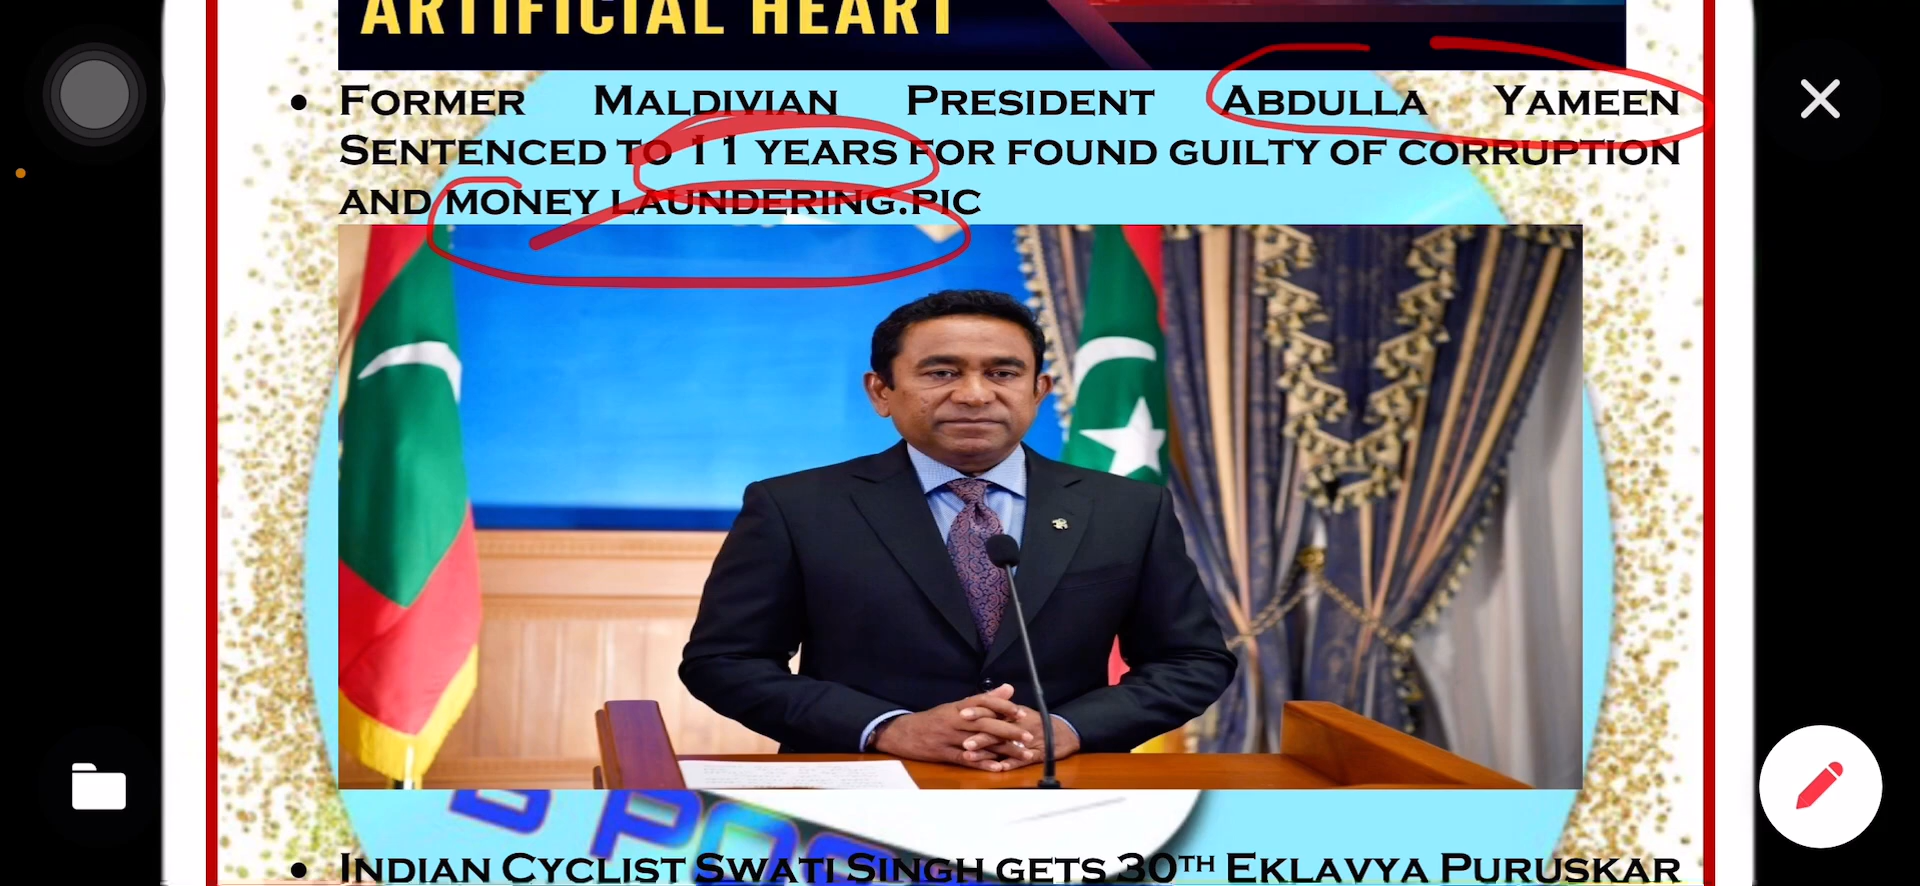 ARTIFICIAL HEART
• FORMER MALDIVIAN PRESIDENT ABDULLA YAMEEN
SENTENCED TO 11 YEARS FOR FOUND GUILTY OF CORRUPTION
AND MONEY LAUNDERING.PIC
• INDIAN CYCLIST SWATI SINGH GETS 30TH EKLAVYA PURUSKAR